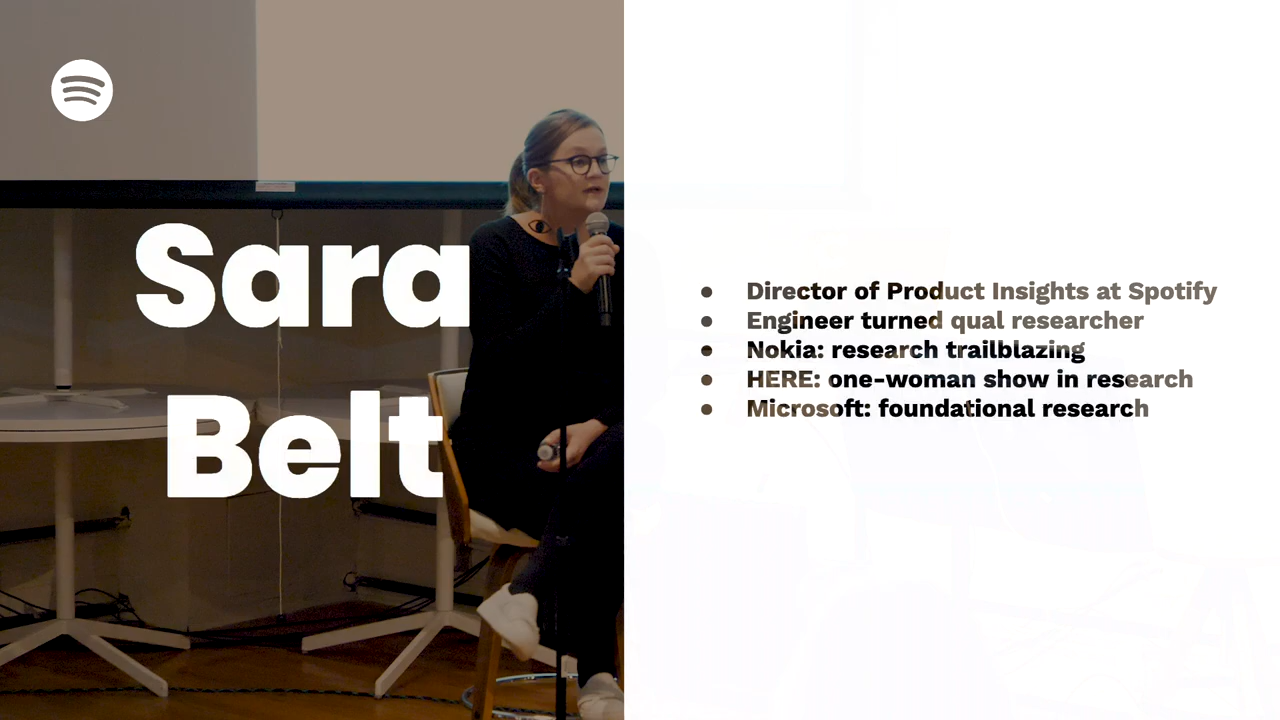 Sara
Belt
● Director of Product Insights at Spotify
● Engineer turned qual researcher
● Nokia: research trailblazing
● HERE: one-woman show in research
● Microsoft: foundational research